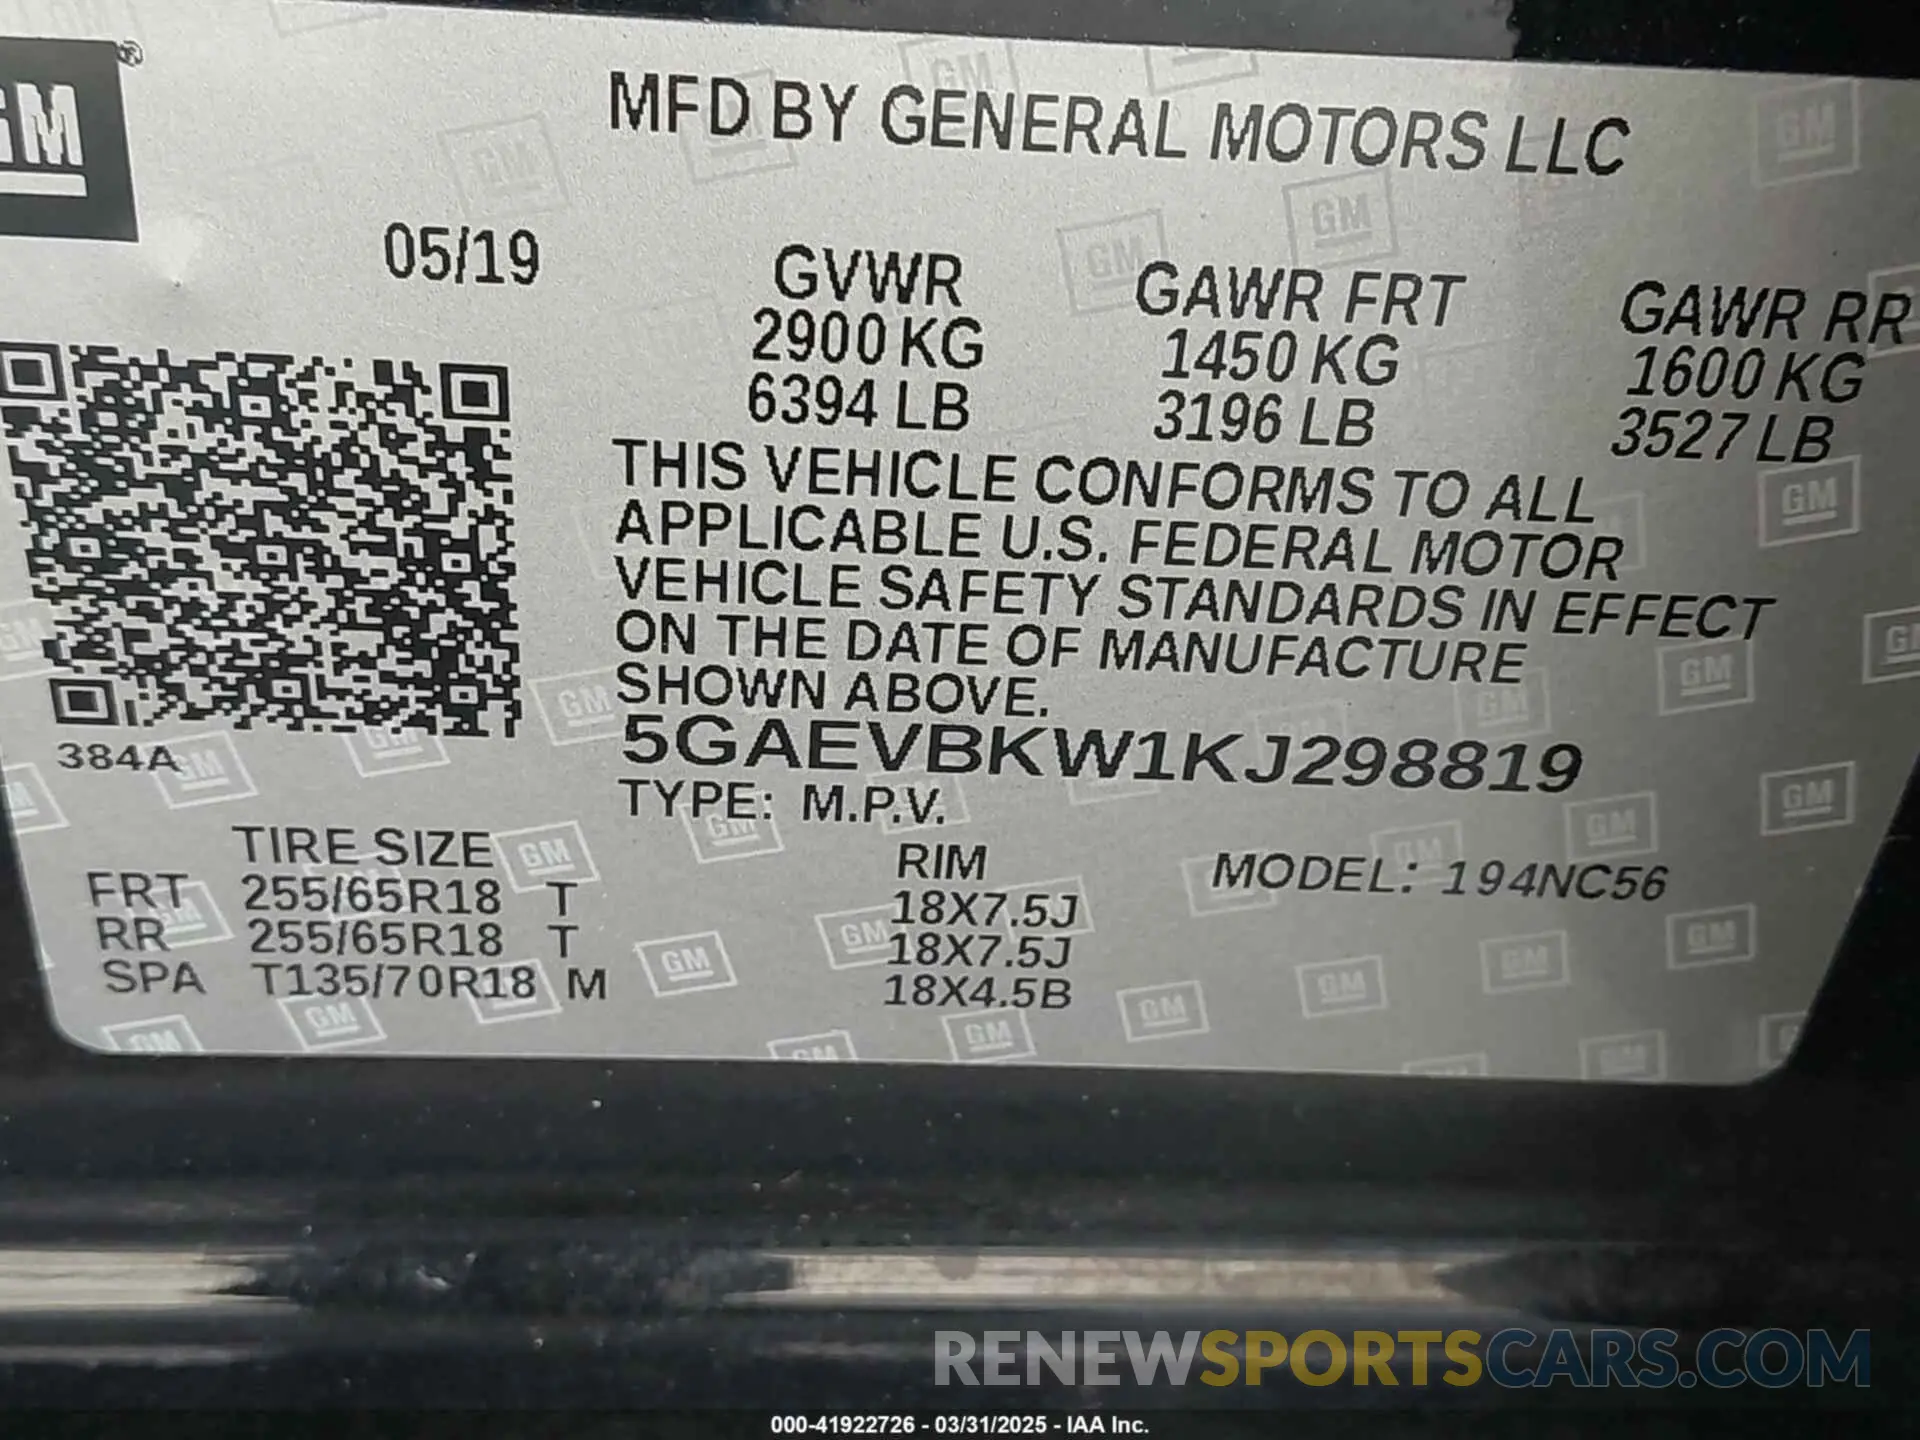 GM®
MFD BY GENERAL MOTORS LLC
05/19
GVWR GAWR FRT GAWR RR
2900 KG 1450 KG 1600 KG
6394 LB 3196 LB 3527 LB
THIS VEHICLE CONFORMS TO ALL
APPLICABLE U.S. FEDERAL MOTOR
VEHICLE SAFETY STANDARDS IN EFFECT
ON THE DATE OF MANUFACTURE
SHOWN ABOVE.
384A
5GAEVBKW1KJ298819
TYPE: M.P.V.
TIRE SIZE RIM MODEL: 194NC56
FRT 255/65R18 T 18X7.5J
RR 255/65R18 T 18X7.5J
SPA T135/70R18 M 18X4.5B
RENEWSPORTSCARS.COM
000-41922726 - 03/31/2025 - IAA Inc.